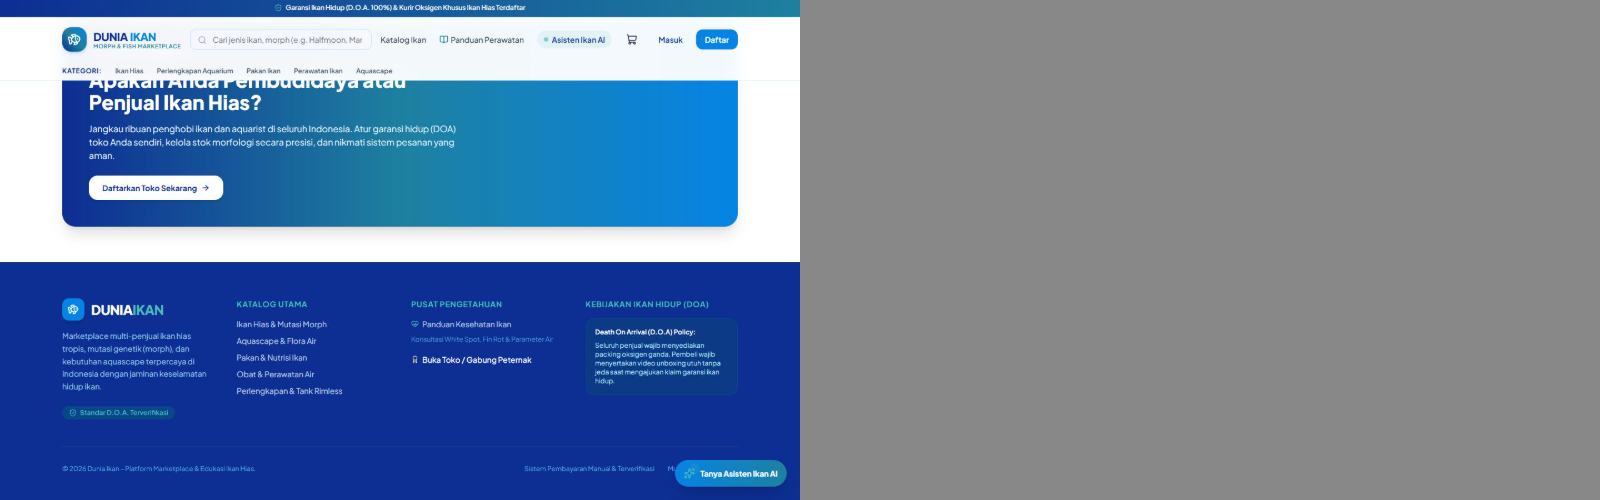 Garansi Ikan Hidup (D.O.A. 100%) & Kurir Oksigen Khusus Ikan Hias Terdaftar
DUNIA IKAN
MORPH & FISH MARKETPLACE
Cari jenis ikan, morph (e.g. Halfmoon, Mar
Katalog Ikan
Panduan Perawatan
Asisten Ikan AI
Masuk
Daftar
KATEGORI:
Ikan Hias
Perlengkapan Aquarium
Pakan Ikan
Perawatan Ikan
Aquascape
Apakah Anda Pembudidaya atau
Penjual Ikan Hias?
Jangkau ribuan penghobi ikan dan aquarist di seluruh Indonesia. Atur garansi hidup (DOA)
toko Anda sendiri, kelola stok morfologi secara presisi, dan nikmati sistem pesanan yang
aman.
Daftarkan Toko Sekarang
DUNIAIKAN
Marketplace multi-penjual ikan hias
tropis, mutasi genetik (morph), dan
kebutuhan aquascape terpercaya di
Indonesia dengan jaminan keselamatan
hidup ikan.
Standar D.O.A. Terverifikasi
KATALOG UTAMA
Ikan Hias & Mutasi Morph
Aquascape & Flora Air
Pakan & Nutrisi Ikan
Obat & Perawatan Air
Perlengkapan & Tank Rimless
PUSAT PENGETAHUAN
Panduan Kesehatan Ikan
Konsultasi White Spot, Fin Rot & Parameter Air
Buka Toko / Gabung Peternak
KEBIJAKAN IKAN HIDUP (DOA)
Death On Arrival (D.O.A) Policy:
Seluruh penjual wajib menyediakan
packing oksigen ganda. Pembeli wajib
menyertakan video unboxing utuh tanpa
jeda saat mengajukan klaim garansi ikan
hidup.
© 2026 Dunia Ikan - Platform Marketplace & Edukasi Ikan Hias.
Sistem Pembayaran Manual & Terverifikasi
Tanya Asisten Ikan AI